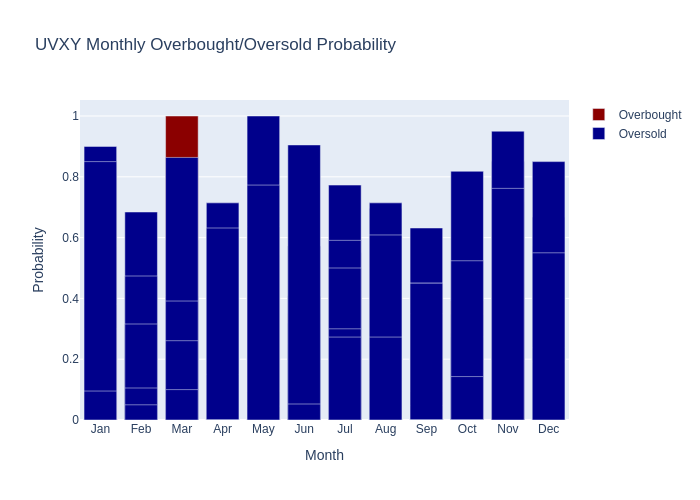 UVXY Monthly Overbought/Oversold Probability
Overbought
Oversold
Probability
1
0.8
0.6
0.4
0.2
0
Jan Feb Mar Apr May Jun Jul Aug Sep Oct Nov Dec
Month